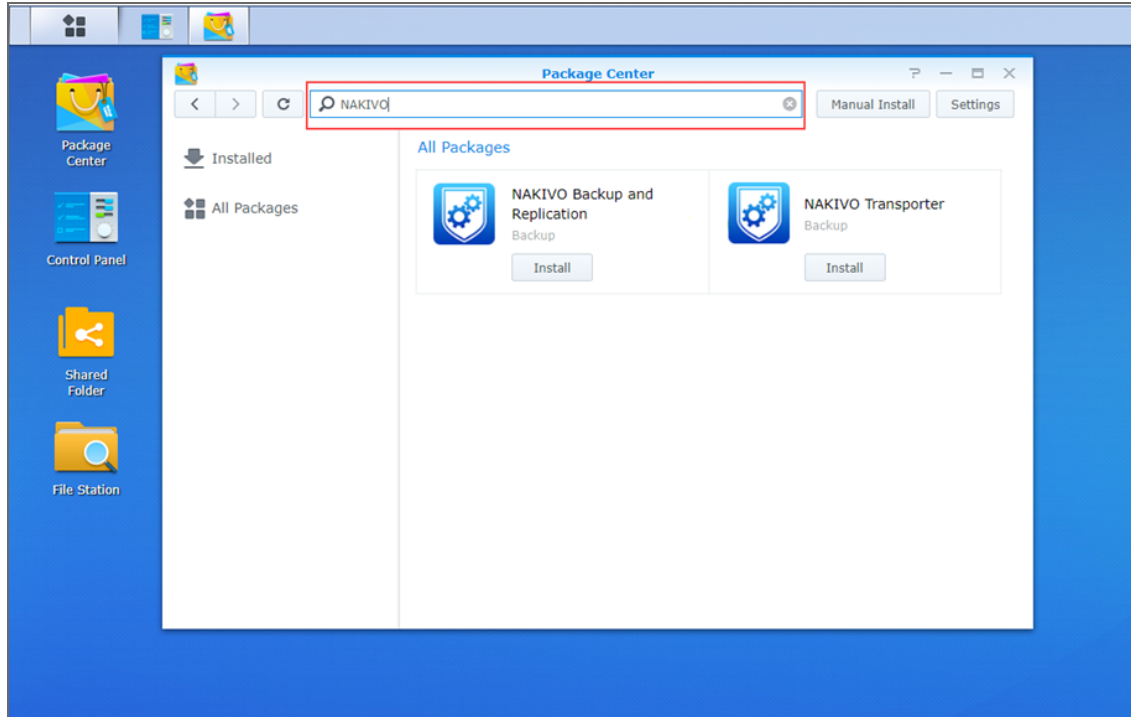 Package Center
NAKIVO
Manual Install
Settings
Package
Center
Control Panel
Shared
Folder
File Station
Installed
All Packages
All Packages
NAKIVO Backup and
Replication
Backup
Install
NAKIVO Transporter
Backup
Install